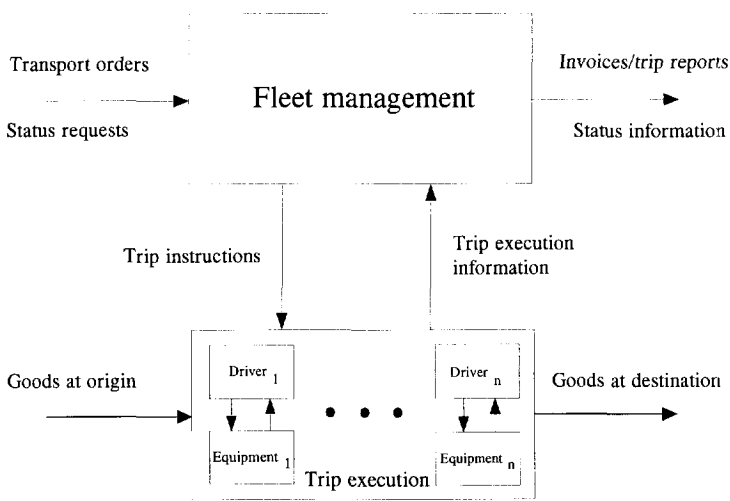 Transport orders
Status requests
Fleet management
Invoices/trip reports
Status information
Trip instructions
Trip execution
information
Goods at origin
Driver 1
Equipment 1
• • •
Driver n
Equipment n
Trip execution
Goods at destination